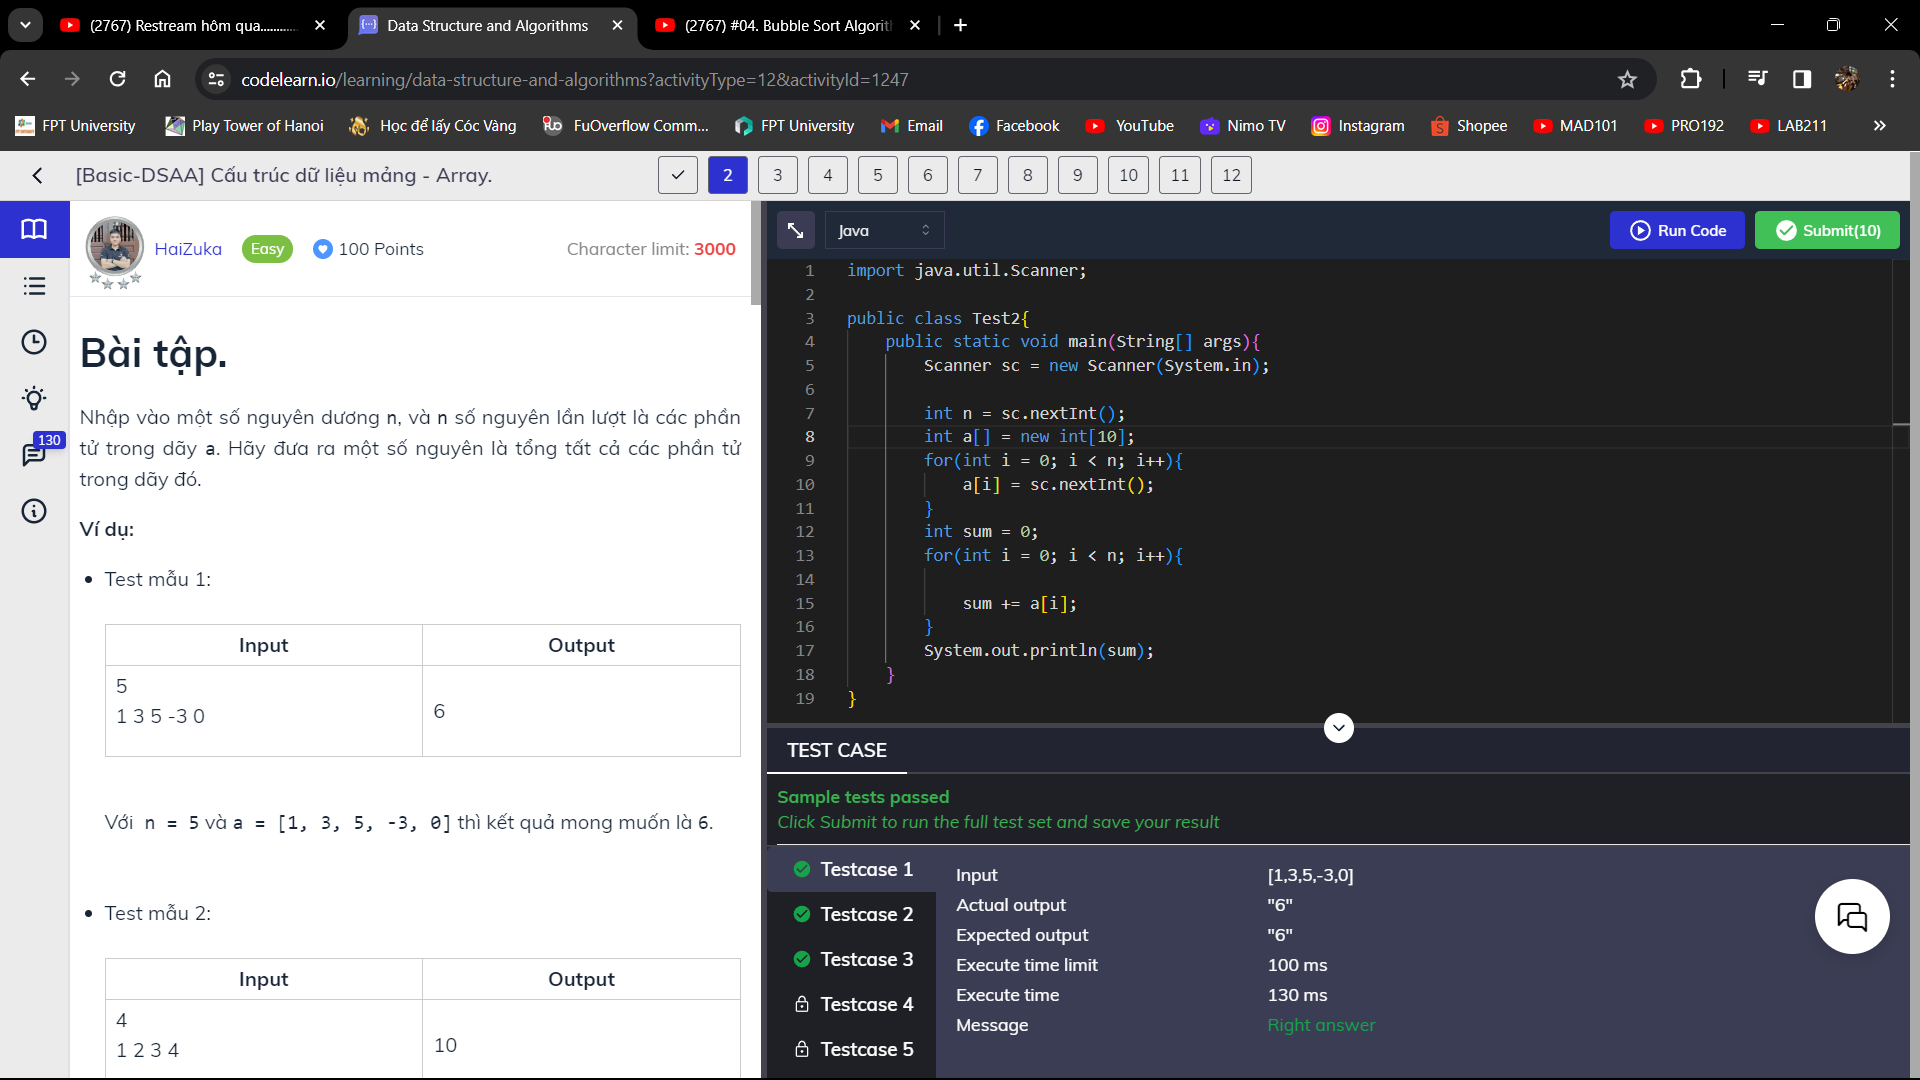 (2767) Restream hôm qua...........
Data Structure and Algorithms
(2767) #04. Bubble Sort Algorit
codelearn.io/learning/data-structure-and-algorithms?activityType=12&activityId=1247
FPT University
Play Tower of Hanoi
Học để lấy Cóc Vàng
FuOverflow Comm...
FPT University
Email
Facebook
YouTube
Nimo TV
Instagram
Shopee
MAD101
PRO192
LAB211
[Basic-DSAA] Cấu trúc dữ liệu mảng - Array.
2 3 4 5 6 7 8 9 10 11 12
HaiZuka
Easy
100 Points
Character limit: 3000
130
Bài tập.
Nhập vào một số nguyên dương n, và n số nguyên lần lượt là các phần
tử trong dãy a. Hãy đưa ra một số nguyên là tổng tất cả các phần tử
trong dãy đó.
Ví dụ:
Test mẫu 1:
Input Output
5
1 3 5 -3 0
6
Với n = 5 và a = [1, 3, 5, -3, 0] thì kết quả mong muốn là 6.
Test mẫu 2:
Input Output
4
1 2 3 4
10
Java
Run Code
Submit(10)
1 import java.util.Scanner;
2
3 public class Test2{
4 public static void main(String[] args){
5 Scanner sc = new Scanner(System.in);
6
7 int n = sc.nextInt();
8 int a[] = new int[10];
9 for(int i = 0; i < n; i++){
10 a[i] = sc.nextInt();
11 }
12 int sum = 0;
13 for(int i = 0; i < n; i++){
14
15 sum += a[i];
16 }
17 System.out.println(sum);
18 }
19 }
TEST CASE
Sample tests passed
Click Submit to run the full test set and save your result
Testcase 1
Testcase 2
Testcase 3
Testcase 4
Testcase 5
Input [1,3,5,-3,0]
Actual output "6"
Expected output "6"
Execute time limit 100 ms
Execute time 130 ms
Message Right answer